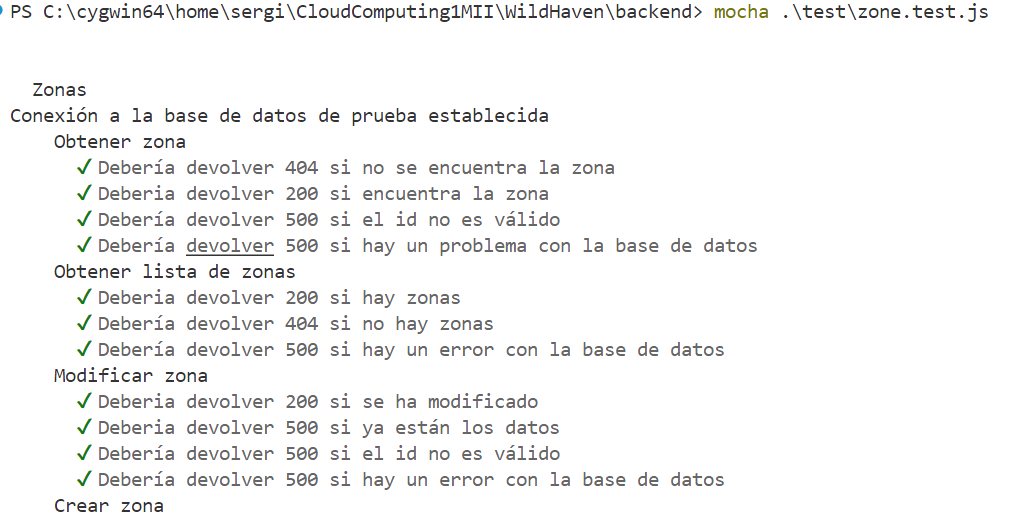 PS C:\cygwin64\home\sergi\CloudComputing1MII\WildHaven\backend> mocha .\test\zone.test.js
Zonas
Conexión a la base de datos de prueba establecida
Obtener zona
✓ Debería devolver 404 si no se encuentra la zona
✓ Deberia devolver 200 si encuentra la zona
✓ Debería devolver 500 si el id no es válido
✓ Debería devolver 500 si hay un problema con la base de datos
Obtener lista de zonas
✓ Deberia devolver 200 si hay zonas
✓ Debería devolver 404 si no hay zonas
✓ Debería devolver 500 si hay un error con la base de datos
Modificar zona
✓ Deberia devolver 200 si se ha modificado
✓ Debería devolver 500 si ya están los datos
✓ Debería devolver 500 si el id no es válido
✓ Debería devolver 500 si hay un error con la base de datos
Crear zona